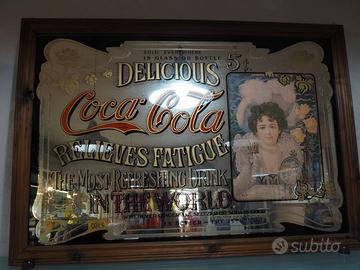 SOLD EVERYWHERE
IN GLASS OR BOTTLE
DELICIOUS 5¢
Coca-Cola
RELIEVES FATIGUE
THE MOST REFRESHING DRINK
IN THE WORLD
subito